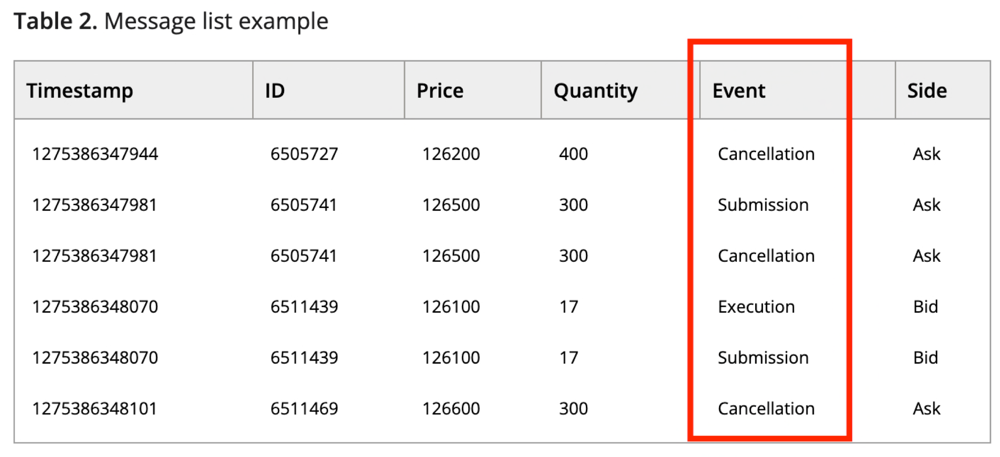 Table 2. Message list example
Timestamp ID Price Quantity Event Side
1275386347944 6505727 126200 400 Cancellation Ask
1275386347981 6505741 126500 300 Submission Ask
1275386347981 6505741 126500 300 Cancellation Ask
1275386348070 6511439 126100 17 Execution Bid
1275386348070 6511439 126100 17 Submission Bid
1275386348101 6511469 126600 300 Cancellation Ask